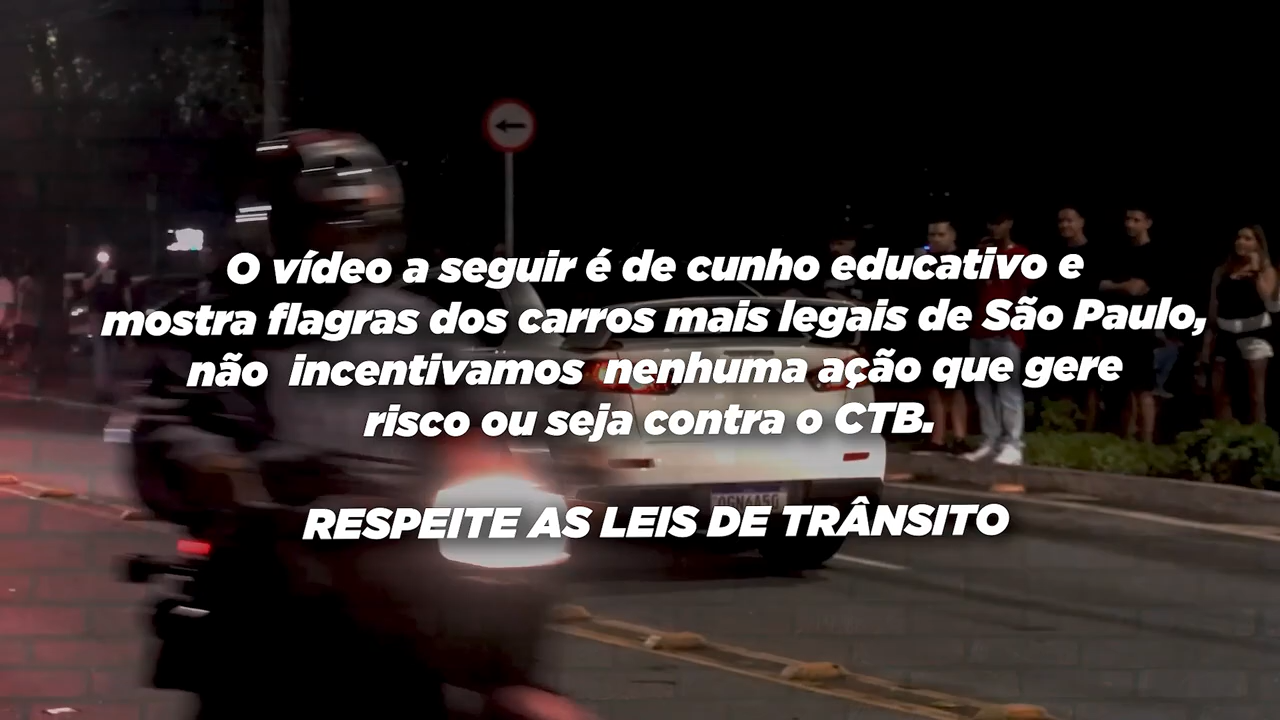 O vídeo a seguir é de cunho educativo e
mostra flagras dos carros mais legais de São Paulo,
não incentivamos nenhuma ação que gere
risco ou seja contra o CTB.
RESPEITE AS LEIS DE TRÂNSITO